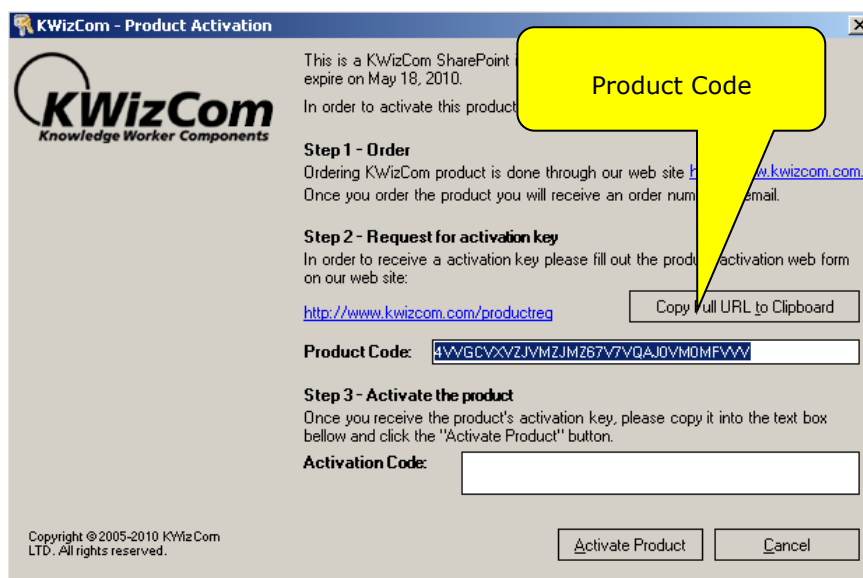 KWizCom - Product Activation
This is a KWizCom SharePoint
expire on May 18, 2010.
In order to activate this product
Product Code
KWizCom
Knowledge Worker Components
Step 1 - Order
Ordering KWizCom product is done through our web site w.kwizcom.com.
Once you order the product you will receive an order email.
Step 2 - Request for activation key
In order to receive a activation key please fill out the activation web form
on our web site:
http://www.kwizcom.com/productreg
Copy Full URL to Clipboard
Product Code:
Step 3 - Activate the product
Once you receive the product's activation key, please copy it into the text box
bellow and click the "Activate Product" button.
Activation Code:
Copyright ©2005-2010 KWizCom
LTD. All rights reserved.
Activate Product
Cancel